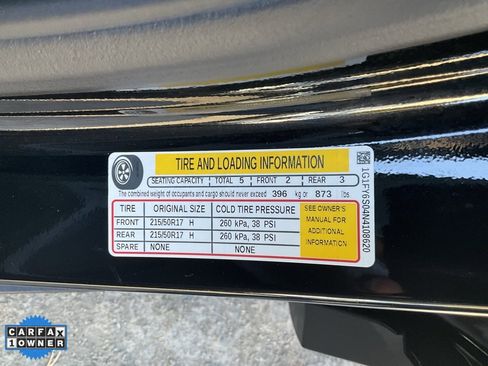 TIRE AND LOADING INFORMATION
SEATING CAPACITY TOTAL 5 FRONT 2 REAR 3
The combined weight of occupants and cargo should never exceed 396 kg or 873 lbs
TIRE ORIGINAL SIZE COLD TIRE PRESSURE
FRONT 215/50R17 H 260 kPa, 38 PSI
REAR 215/50R17 H 260 kPa, 38 PSI
SPARE NONE NONE
SEE OWNER'S
MANUAL FOR
ADDITIONAL
INFORMATION
1G1FY6S04N4108620
CARFAX
1 OWNER